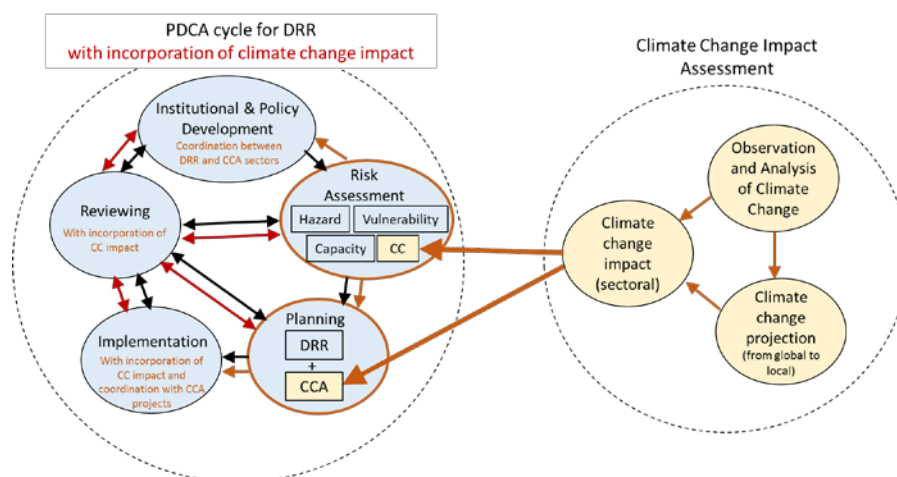 PDCA cycle for DRR
with incorporation of climate change impact
Climate Change Impact
Assessment
Institutional & Policy
Development
Coordination between
DRR and CCA sectors
Risk
Assessment
Hazard
Vulnerability
Capacity
CC
Reviewing
With incorporation of
CC impact
Planning
DRR
+
CCA
Implementation
With incorporation of
CC impact and
coordination with CCA
projects
Observation
and Analysis
of Climate
Change
Climate
change
impact
(sectoral)
Climate
change
projection
(from global to
local)